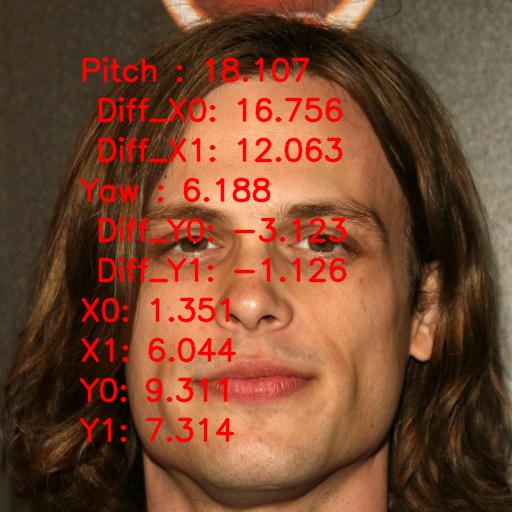 Pitch : 18.107
Diff_X0: 16.756
Diff_X1: 12.063
Yaw : 6.188
Diff_Y0: -3.123
Diff_Y1: -1.126
X0: 1.351
X1: 6.044
Y0: 9.311
Y1: 7.314